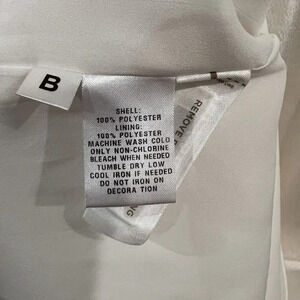 B
SHELL:
100% POLYESTER
LINING:
100% POLYESTER
MACHINE WASH COLD
ONLY NON-CHLORINE
BLEACH WHEN NEEDED
TUMBLE DRY LOW
COOL IRON IF NEEDED
DO NOT IRON ON
DECORA TION
REMOVE